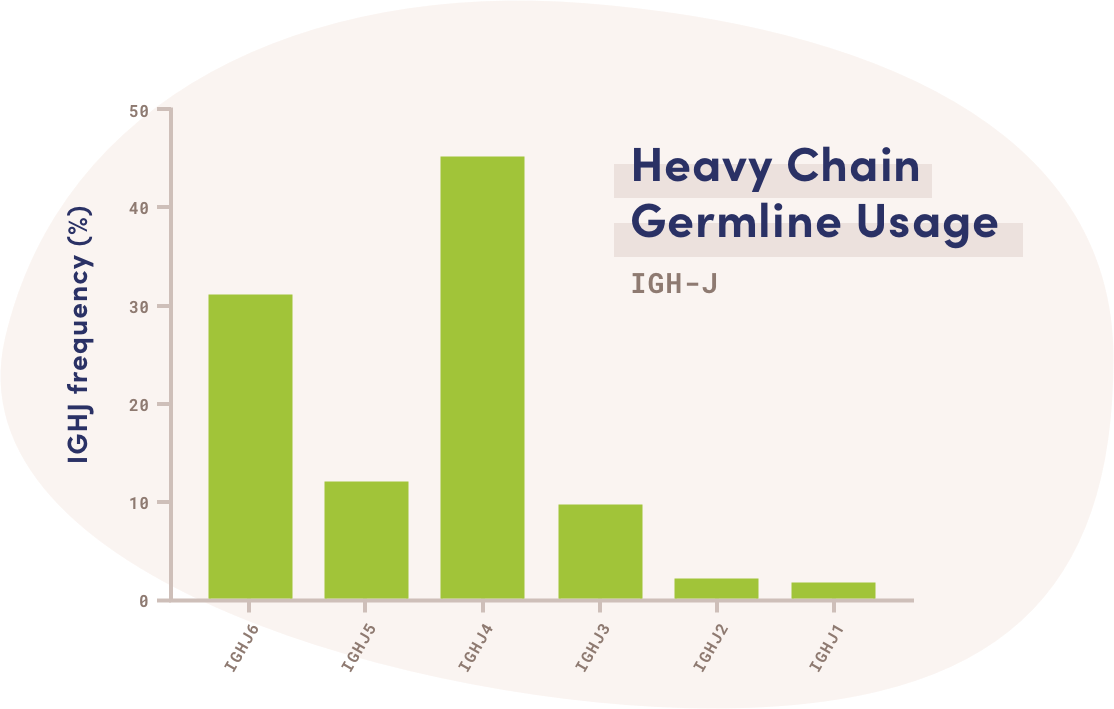 Heavy Chain
Germline Usage
IGH-J
IGHJ frequency (%)
50
40
30
20
10
0
IGHJ6
IGHJ5
IGHJ4
IGHJ3
IGHJ2
IGHJ1